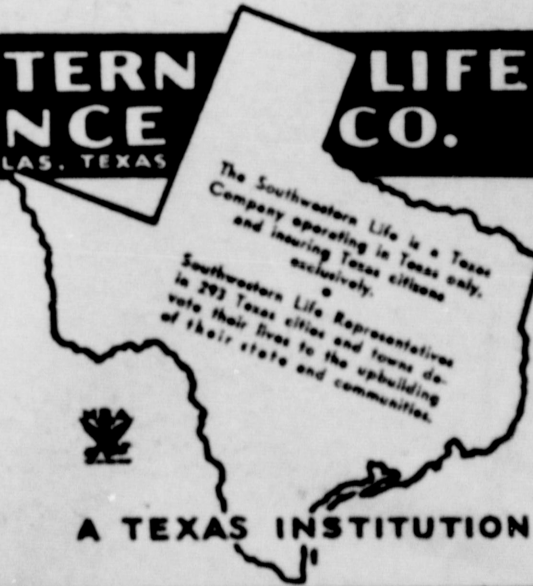 TERN LIFE
NCE CO.
LAS, TEXAS
The Southwestern Life is a Texas
Company operating in Texas only,
and insuring Texas citizens
exclusively.
Southwestern Life Representatives
in 293 Texas cities and towns de-
vote their lives to the upbuilding
of their state and communities.
NRA
A TEXAS INSTITUTION